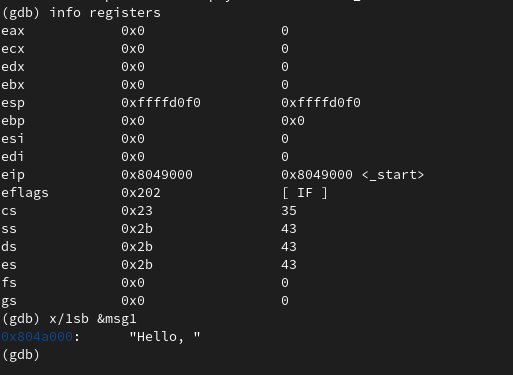 (gdb) info registers
eax 0x0 0
ecx 0x0 0
edx 0x0 0
ebx 0x0 0
esp 0xffffd0f0 0xffffd0f0
ebp 0x0 0x0
esi 0x0 0
edi 0x0 0
eip 0x8049000 0x8049000 <_start>
eflags 0x202 [ IF ]
cs 0x23 35
ss 0x2b 43
ds 0x2b 43
es 0x2b 43
fs 0x0 0
gs 0x0 0
(gdb) x/1sb &msg1
0x804a000: "Hello, "
(gdb)